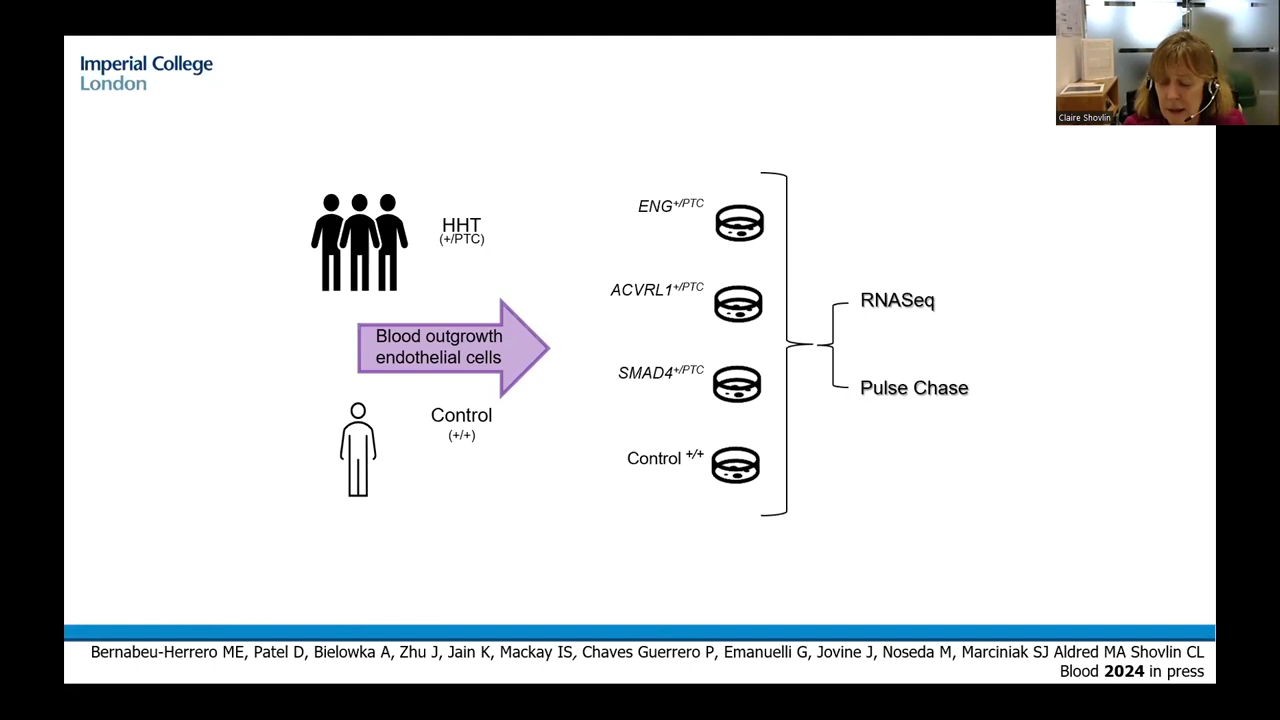 Imperial College
London
Claire Shovlin
HHT
(+/PTC)
Blood outgrowth
endothelial cells
Control
(+/+)
ENG+/PTC
ACVRL1+/PTC
SMAD4+/PTC
Control +/+
RNASeq
Pulse Chase
Bernabeu-Herrero ME, Patel D, Bielowka A, Zhu J, Jain K, Mackay IS, Chaves Guerrero P, Emanuelli G, Jovine J, Noseda M, Marciniak SJ Aldred MA Shovlin CL
Blood 2024 in press